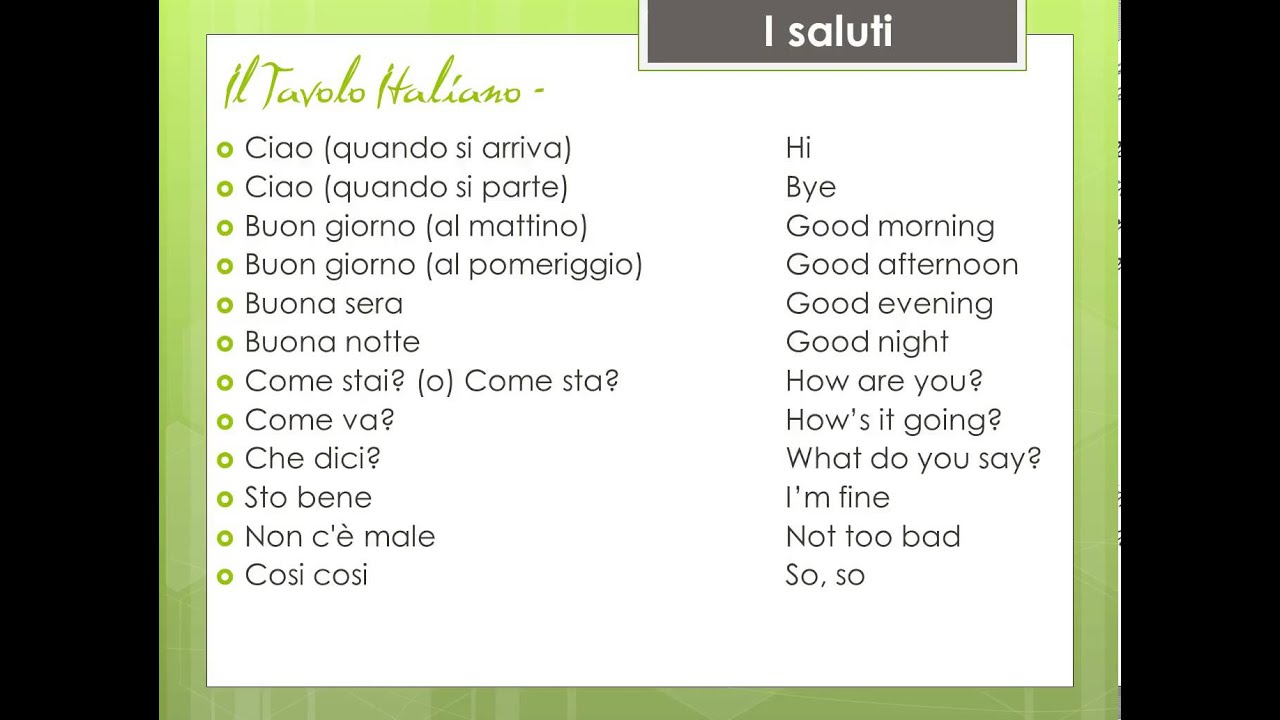 I saluti
Il Tavolo Italiano -
Ciao (quando si arriva) Hi
Ciao (quando si parte) Bye
Buon giorno (al mattino) Good morning
Buon giorno (al pomeriggio) Good afternoon
Buona sera Good evening
Buona notte Good night
Come stai? (o) Come sta? How are you?
Come va? How’s it going?
Che dici? What do you say?
Sto bene I’m fine
Non c'è male Not too bad
Cosi cosi So, so